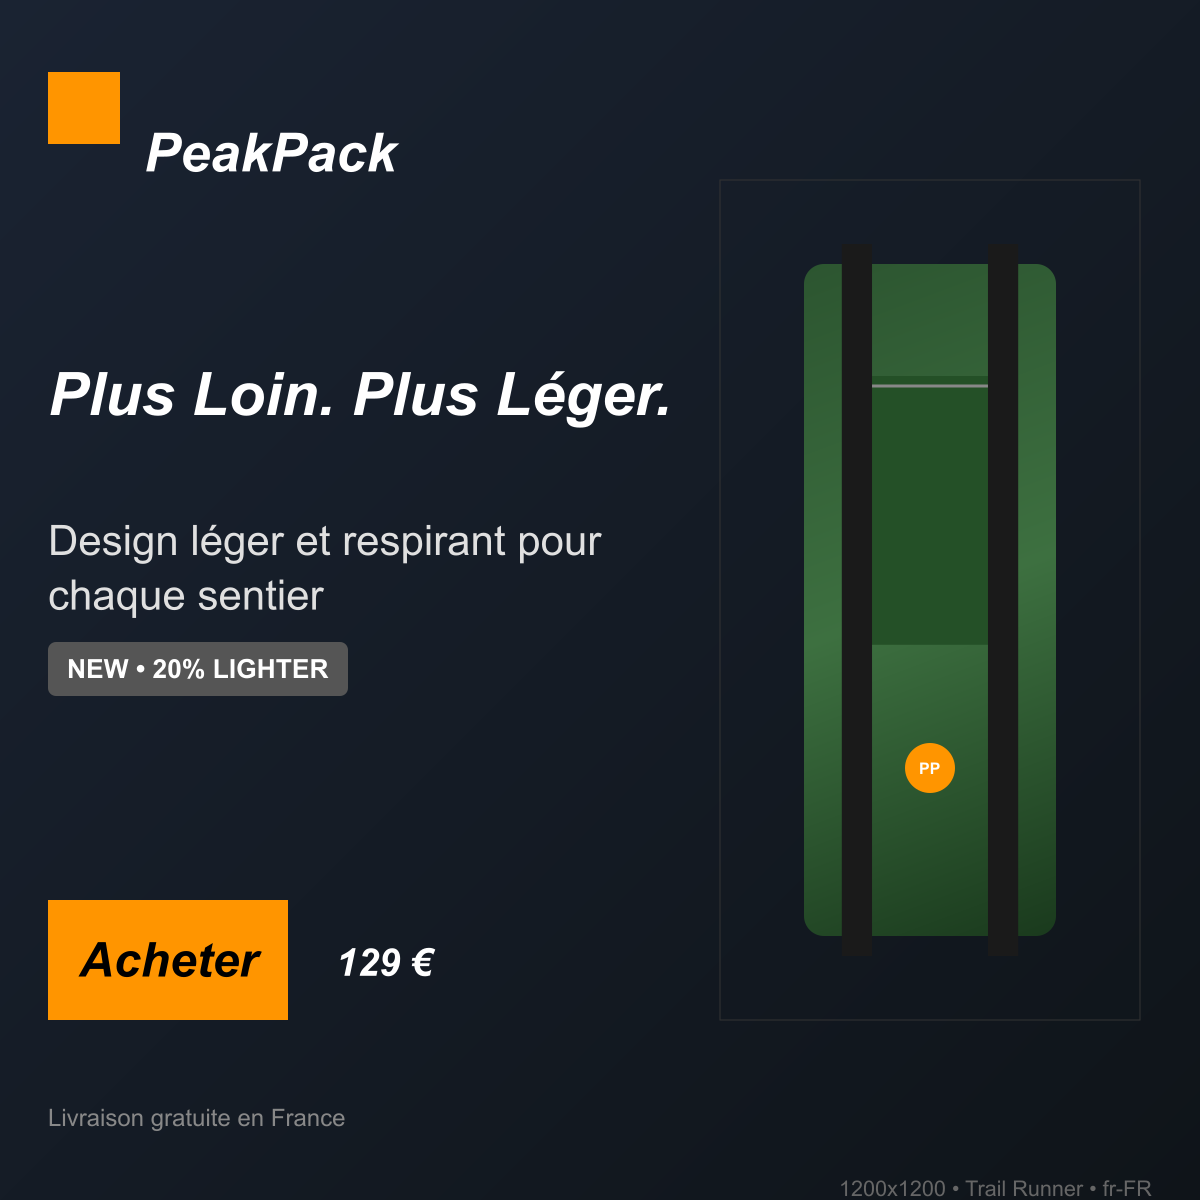 PeakPack
Plus Loin. Plus Léger.
Design léger et respirant pour
chaque sentier
NEW • 20% LIGHTER
PP
Acheter
129 €
Livraison gratuite en France
1200x1200 • Trail Runner • fr-FR